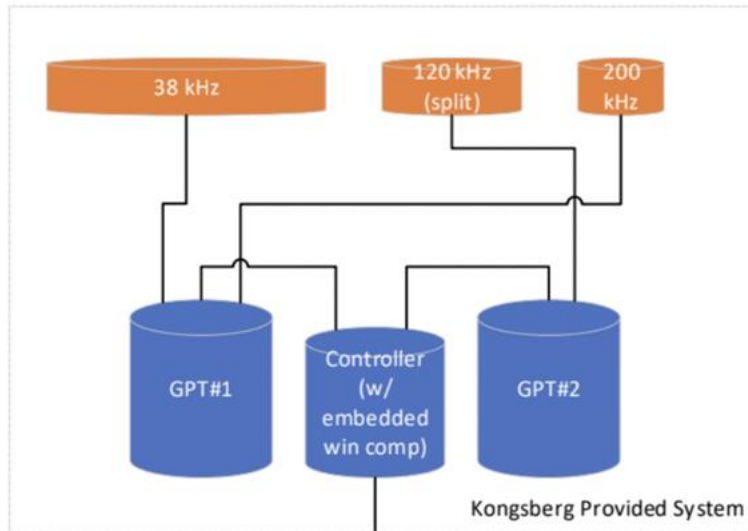 38 kHz
120 kHz
(split)
200
kHz
GPT#1
Controller
(w/
embedded
win comp)
GPT#2
Kongsberg Provided System